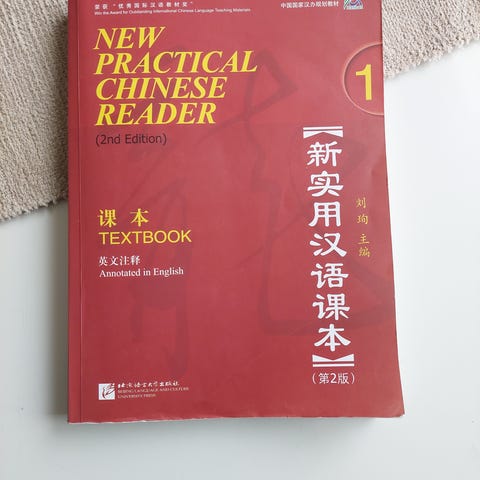 荣获“优秀国际汉语教材奖”
Win the Award for Outstanding International Chinese Language Teaching Materials
中国国家汉办规划教材
NEW
PRACTICAL
CHINESE
READER
(2nd Edition)
1
课本
TEXTBOOK
英文注释
Annotated in English
【新实用汉语课本】
(第2版)
刘珣 主编
北京语言大学出版社
BEIJING LANGUAGE AND CULTURE
UNIVERSITY PRESS